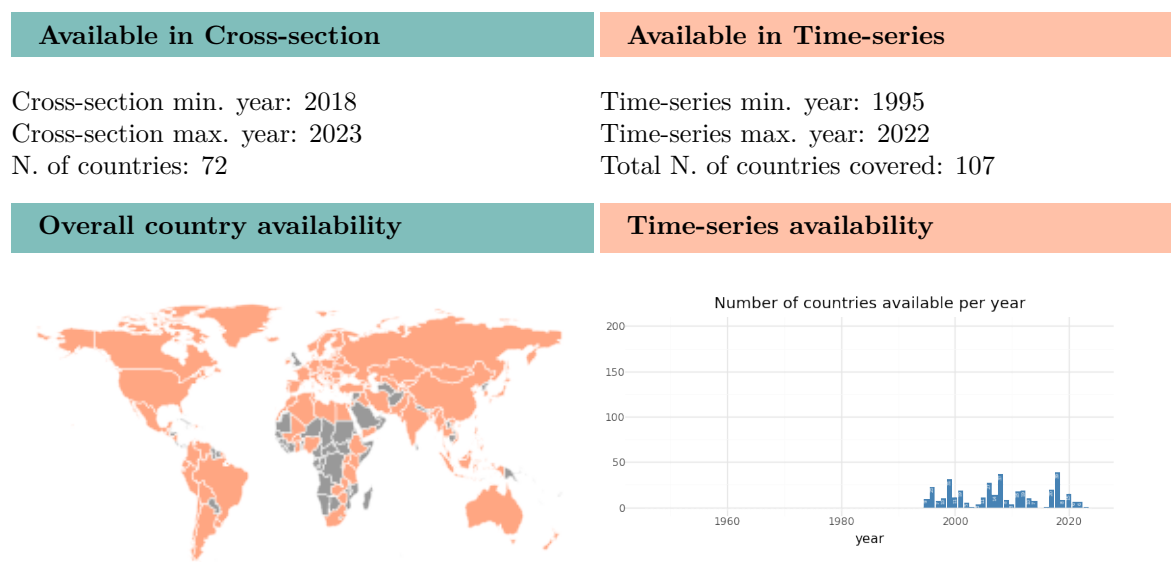 Available in Cross-section
Available in Time-series
Cross-section min. year: 2018
Cross-section max. year: 2023
N. of countries: 72
Time-series min. year: 1995
Time-series max. year: 2022
Total N. of countries covered: 107
Overall country availability
Time-series availability
Number of countries available per year
200
150
100
50
0
1960
1980
2000
2020
year